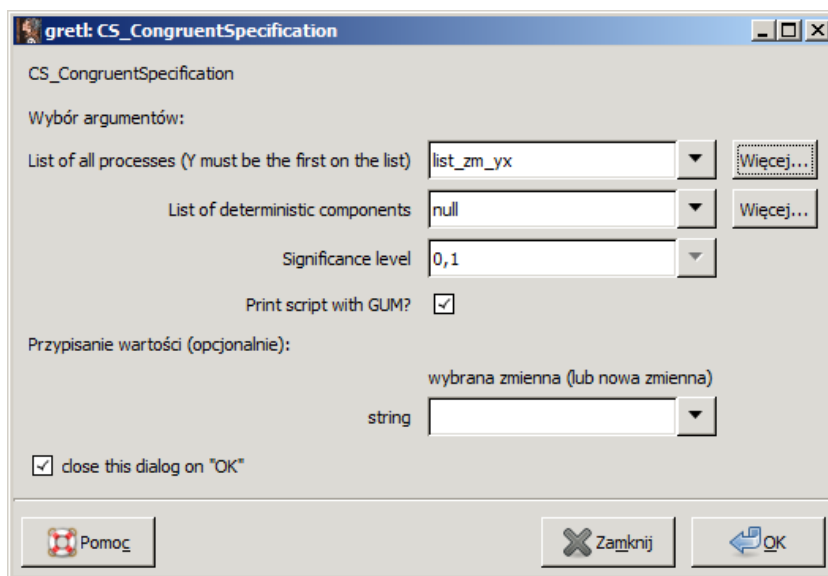 gretl: CS_CongruentSpecification
CS_CongruentSpecification
Wybór argumentów:
List of all processes (Y must be the first on the list) list_zm_yx Więcej...
List of deterministic components null Więcej...
Significance level 0,1
Print script with GUM?
Przypisanie wartości (opcjonalnie):
wybrana zmienna (lub nowa zmienna)
string
close this dialog on "OK"
Pomoc Zamknij OK